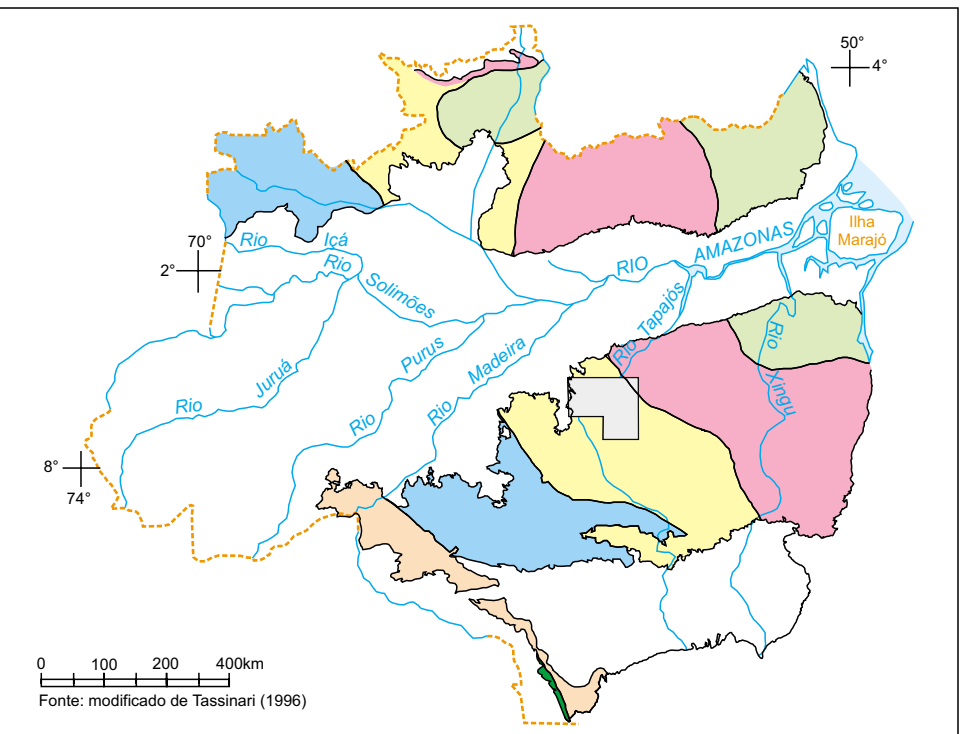 50°
4°
Ilha
Marajó
AMAZONAS
RIO
70°
2°
Rio Içá
Rio Solimões
Rio Tapajós
Rio Xingu
Rio Purus
Rio Madeira
Rio Juruá
8°
74°
0 100 200 400km
Fonte: modificado de Tassinari (1996)